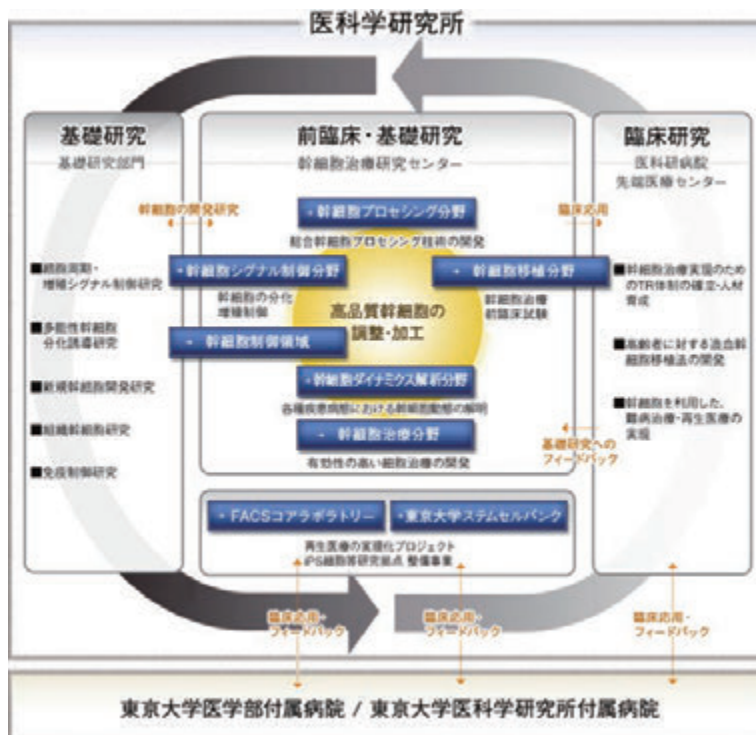 医科学研究所
基礎研究
基礎研究部門
前臨床・基礎研究
幹細胞治療研究センター
臨床研究
医科研病院
先端医療センター
幹細胞の開発研究
臨床応用
■細胞周期・
増殖シグナル制御研究
■多能性幹細胞
分化誘導研究
■新規幹細胞開発研究
■組織幹細胞研究
■免疫制御研究
→幹細胞プロセシング分野
総合幹細胞プロセシング技術の開発
→幹細胞シグナル制御分野
幹細胞の分化
増殖制御
→ 幹細胞移植分野
幹細胞治療
前臨床試験
高品質幹細胞の
調整・加工
→ 幹細胞制御領域
→幹細胞ダイナミクス解析分野
各種疾患病態における幹細胞動態の解明
→ 幹細胞治療分野
有効性の高い細胞治療の開発
■幹細胞治療実現のため
のTR体制の確立・人材
育成
■高齢者に対する造血幹
細胞移植法の開発
■幹細胞を利用した、
難病治療・再生医療の
実現
基礎研究への
フィードバック
→ FACSコアラボラトリー
→東京大学ステムセルバンク
再生医療の実現化プロジェクト
iPS細胞等研究拠点 整備事業
臨床応用・
フィードバック
臨床応用・
フィードバック
臨床応用・
フィードバック
東京大学医学部付属病院 / 東京大学医科学研究所付属病院